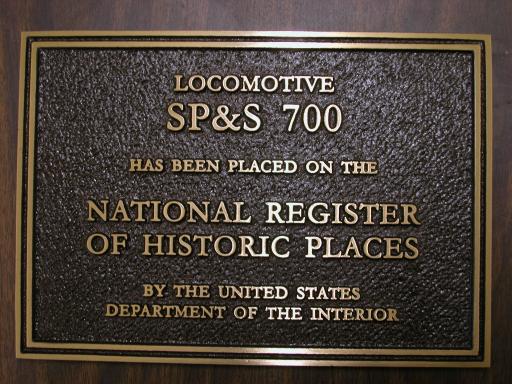 LOCOMOTIVE
SP&S 700
HAS BEEN PLACED ON THE
NATIONAL REGISTER
OF HISTORIC PLACES
BY THE UNITED STATES
DEPARTMENT OF THE INTERIOR